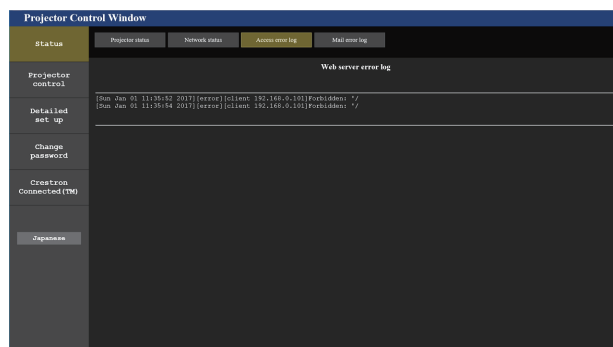 Projector Control Window
Status
Projector status
Network status
Access error log
Mail error log
Web server error log
Projector
control
[Sun Jan 01 11:35:52 2017][error][client 192.168.0.101]Forbidden: "/
[Sun Jan 01 11:35:54 2017][error][client 192.168.0.101]Forbidden: "/
Detailed
set up
Change
password
Crestron
Connected(TM)
Japanese